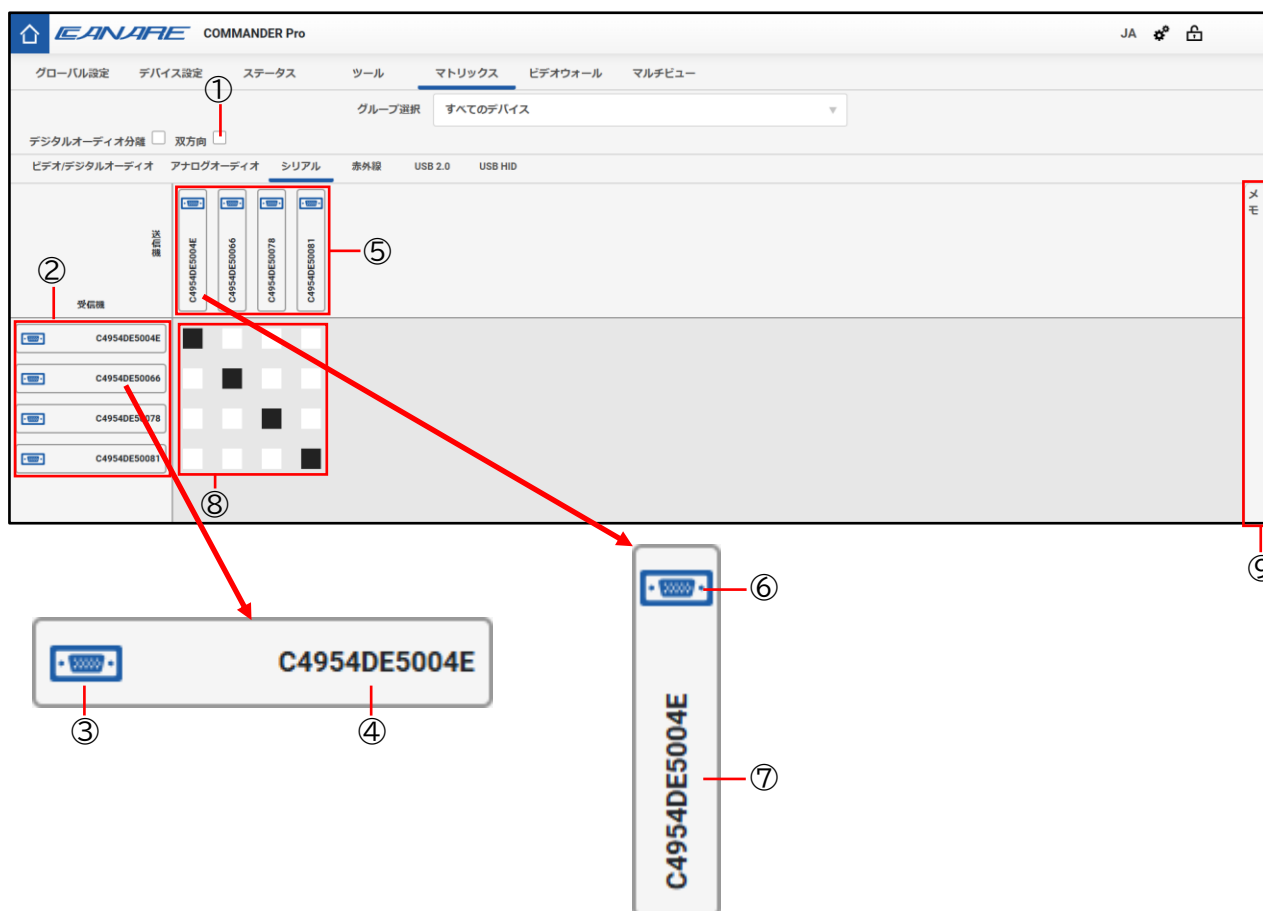 CANARE COMMANDER Pro JA
グローバル設定 デバイス設定 ステータス ツール マトリックス ビデオウォール マルチビュー
①
グループ選択 すべてのデバイス
デジタルオーディオ分離 双方向
ビデオ/デジタルオーディオ アナログオーディオ シリアル 赤外線 USB 2.0 USB HID
メモ
送信機
C4954DE5004E
C4954DE50066
C4954DE50078
C4954DE50081
⑤
②
受信機
C4954DE5004E
C4954DE50066
C4954DE50078
C4954DE50081
⑧
⑨
⑥
C4954DE5004E
③
④
C4954DE5004E
⑦